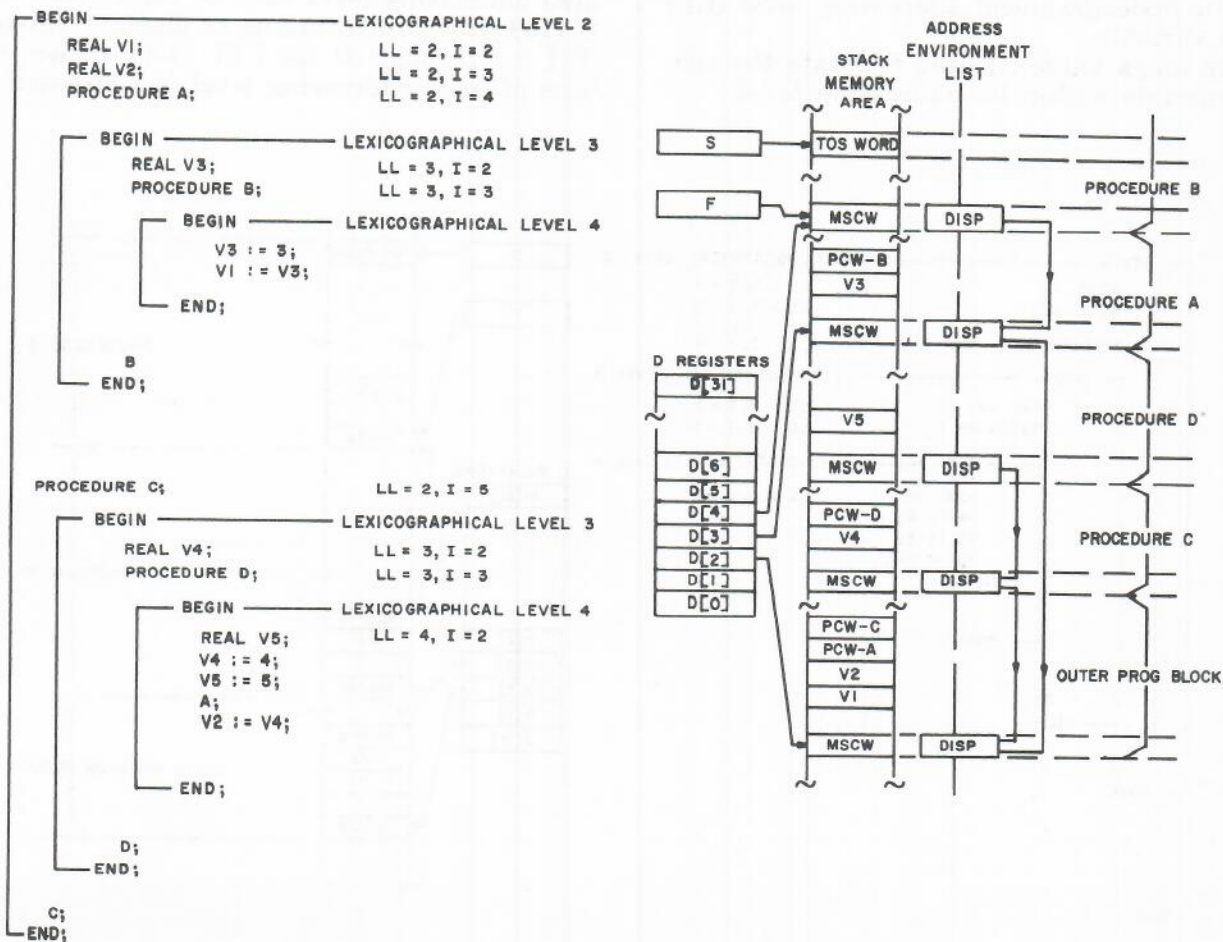 BEGIN LEXICOGRAPHICAL LEVEL 2
REAL V1; LL = 2, I = 2
REAL V2; LL = 2, I = 3
PROCEDURE A; LL = 2, I = 4
BEGIN LEXICOGRAPHICAL LEVEL 3
REAL V3; LL = 3, I = 2
PROCEDURE B; LL = 3, I = 3
BEGIN LEXICOGRAPHICAL LEVEL 4
V3 := 3;
V1 := V3;
END;
B
END;
PROCEDURE C; LL = 2, I = 5
BEGIN LEXICOGRAPHICAL LEVEL 3
REAL V4; LL = 3, I = 2
PROCEDURE D; LL = 3, I = 3
BEGIN LEXICOGRAPHICAL LEVEL 4
REAL V5; LL = 4, I = 2
V4 := 4;
V5 := 5;
A;
V2 := V4;
END;
D;
END;
C;
END;
STACK
MEMORY
AREA
ADDRESS
ENVIRONMENT
LIST
S
TOS WORD
PROCEDURE B
F
MSCW
DISP
PCW-B
V3
PROCEDURE A
MSCW
DISP
D REGISTERS
D[31]
V5
PROCEDURE D
D[6]
MSCW
DISP
D[5]
D[4]
PCW-D
D[3]
V4
PROCEDURE C
D[2]
D[1]
MSCW
DISP
D[0]
PCW-C
PCW-A
V2
OUTER PROG BLOCK
V1
MSCW
DISP